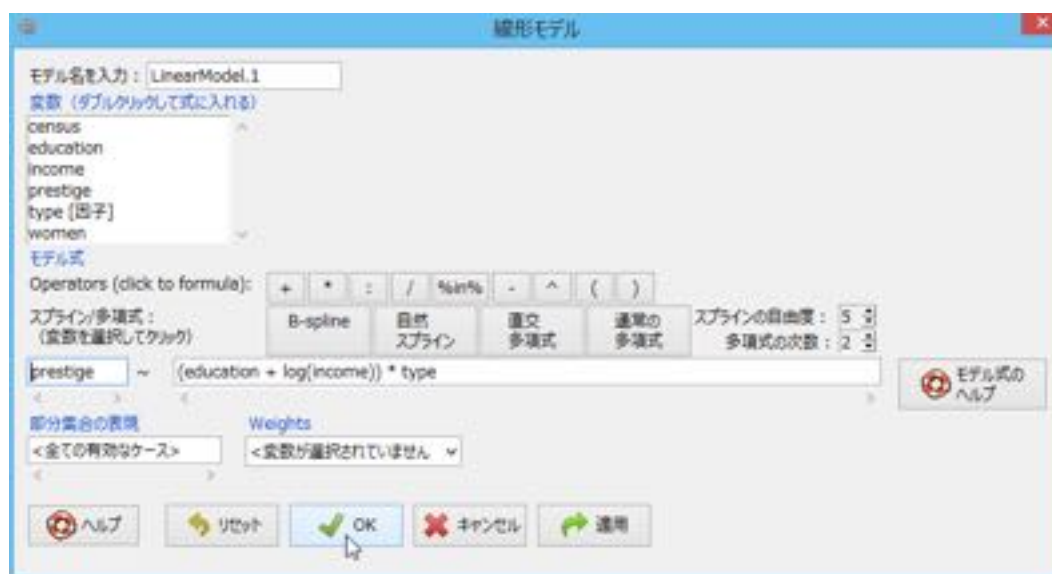 線形モデル
モデル名を入力： LinearModel.1
変数（ダブルクリックして式に入れる）
census
education
income
prestige
type [因子]
women
モデル式
Operators (click to formula): + * : / %in% - ^ ( )
スプライン/多項式： B-spline 自然 直交 通常の スプラインの自由度： 5
（変数を選択してクリック） スプライン 多項式 多項式 多項式の次数： 2
prestige ~ (education + log(income)) * type モデル式の
ヘルプ
部分集合の表現 Weights
<全ての有効なケース> <変数が選択されていません
ヘルプ リセット OK キャンセル 適用